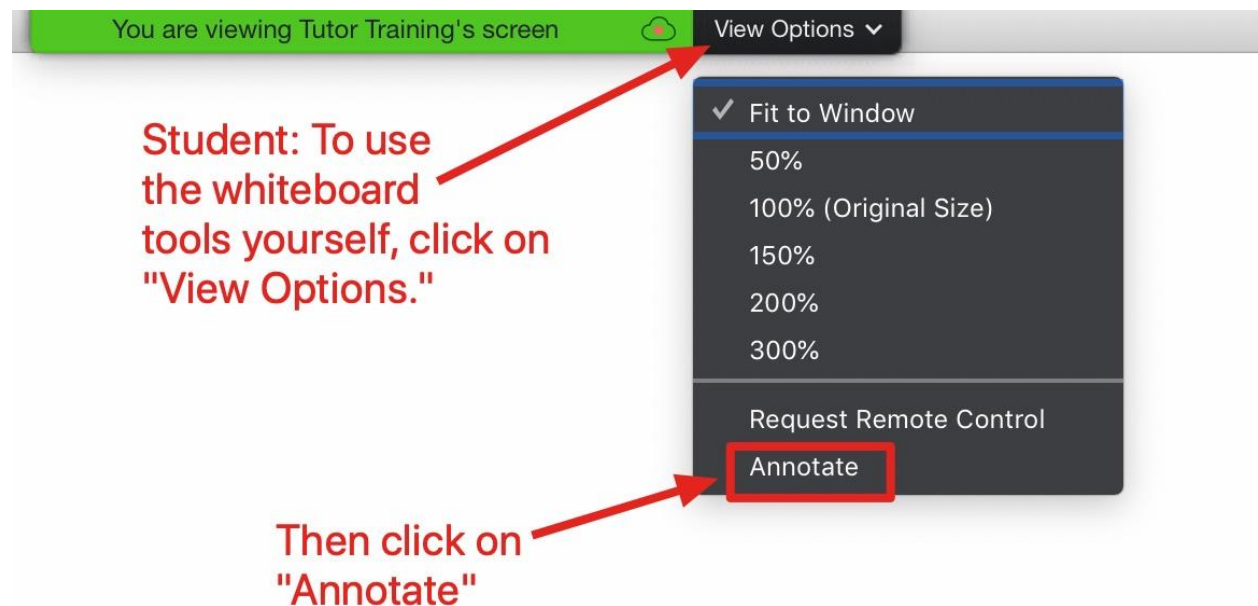 You are viewing Tutor Training's screen
View Options
Student: To use
the whiteboard
tools yourself, click on
"View Options."
Fit to Window
50%
100% (Original Size)
150%
200%
300%
Request Remote Control
Annotate
Then click on
"Annotate"